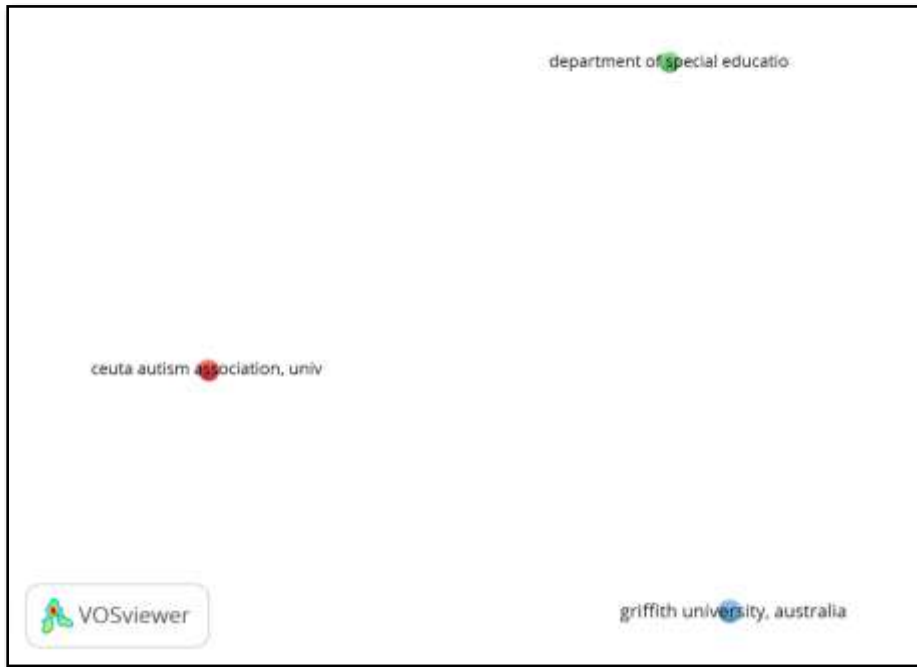 department of special educatio
ceuta autism association, univ
griffith university, australia
VOSviewer